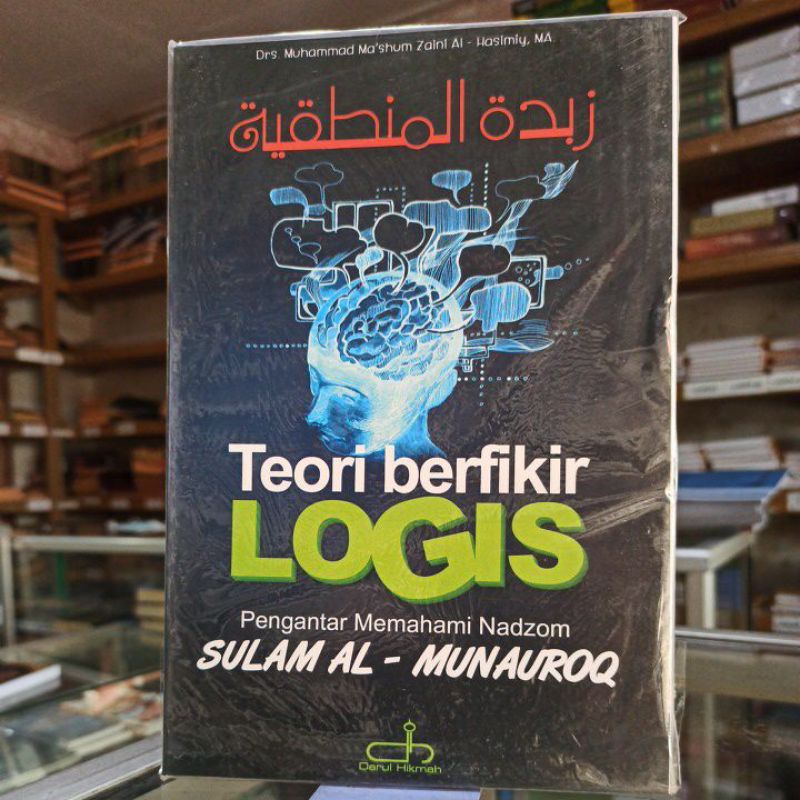 Drs. Muhammad Ma'shum Zaini Al - Hasimiy, MA.
زبدة المنطقية
Teori berfikir
LOGIS
Pengantar Memahami Nadzom
SULAM AL - MUNAUROQ
Darul Hikmah